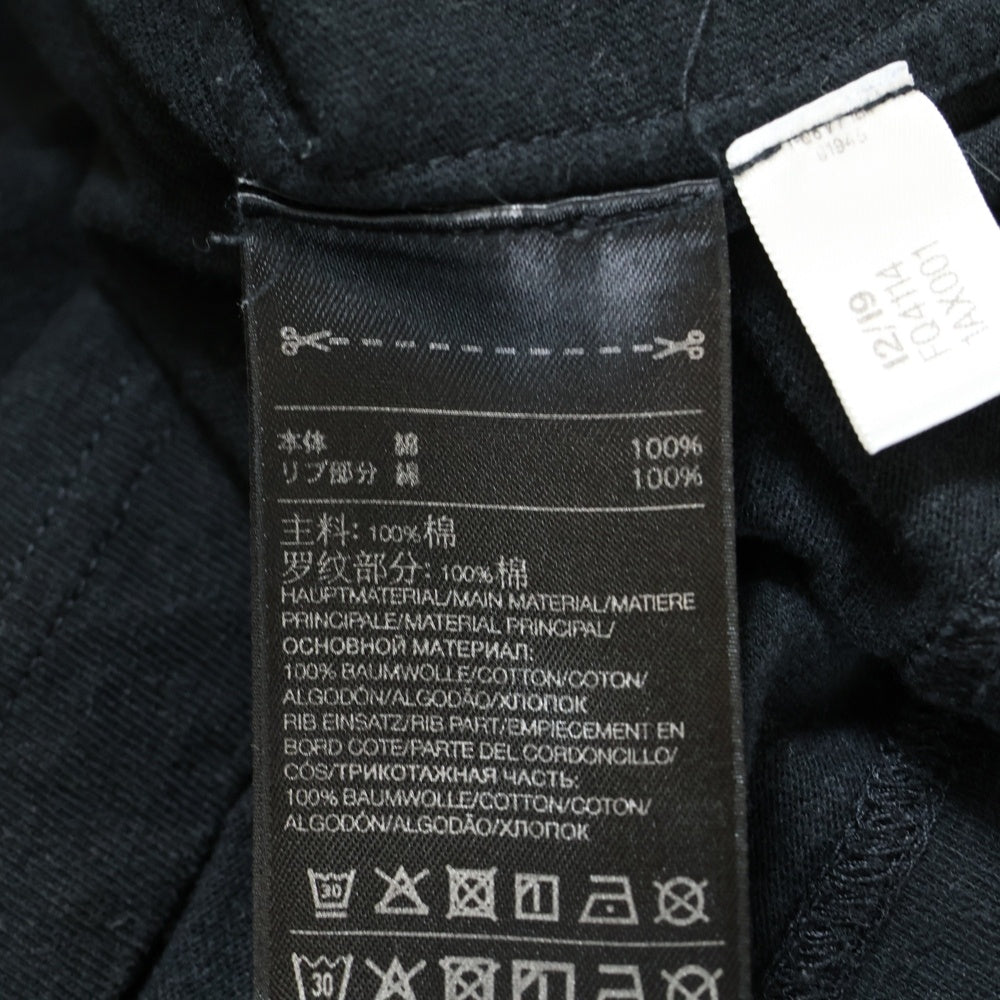 本体 綿 100%
リブ部分 綿 100%
主料: 100%棉
罗纹部分: 100%棉
HAUPTMATERIAL/MAIN MATERIAL/MATIERE
PRINCIPALE/MATERIAL PRINCIPAL/
ОСНОВНОЙ МАТЕРИАЛ:
100% BAUMWOLLE/COTTON/COTON/
ALGODÓN/ALGODÃO/ХЛОПОК
RIB EINSATZ/RIB PART/EMPIECEMENT EN
BORD COTE/PARTE DEL CORDONCILLO/
CÓS/ТРИКОТАЖНАЯ ЧАСТЬ:
100% BAUMWOLLE/COTTON/COTON/
ALGODÓN/ALGODÃO/ХЛОПОК
30
30
12/19
FQ4114
1AX001